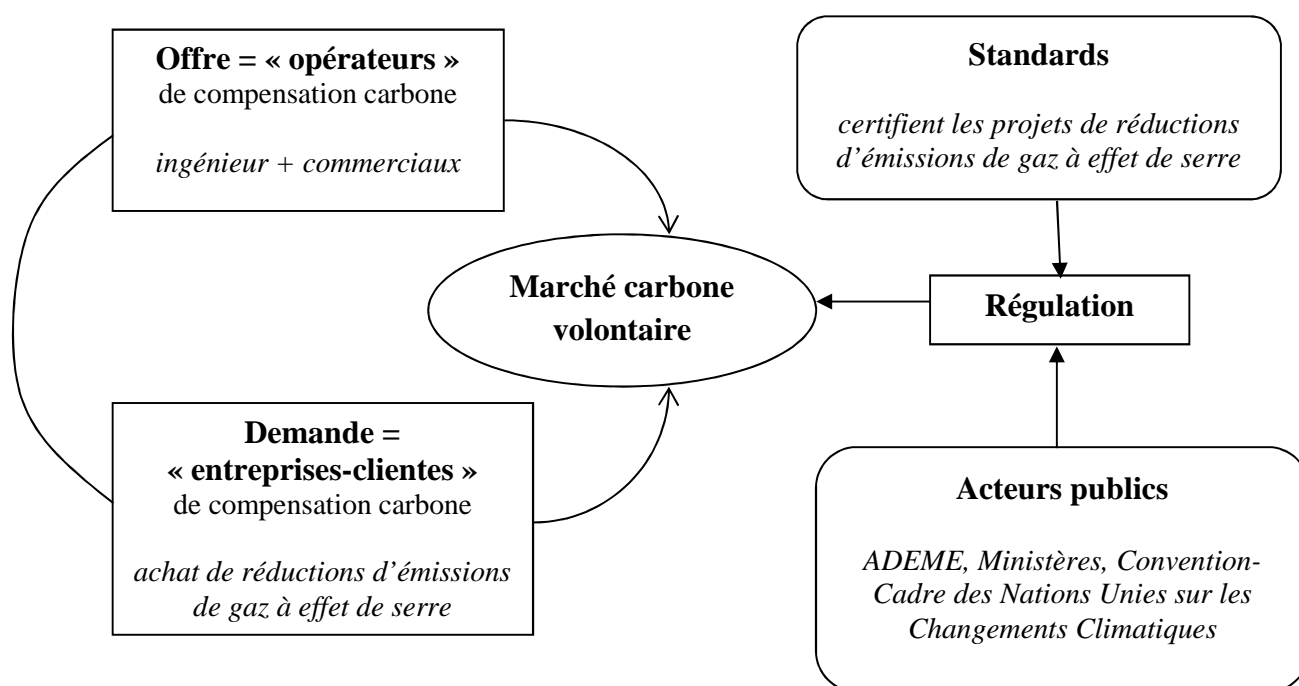 Offre = « opérateurs »
de compensation carbone
ingénieur + commerciaux
Standards
certifient les projets de réductions
d’émissions de gaz à effet de serre
Marché carbone
volontaire
Régulation
Demande =
« entreprises-clientes »
de compensation carbone
achat de réductions d’émissions
de gaz à effet de serre
Acteurs publics
ADEME, Ministères, Convention-
Cadre des Nations Unies sur les
Changements Climatiques